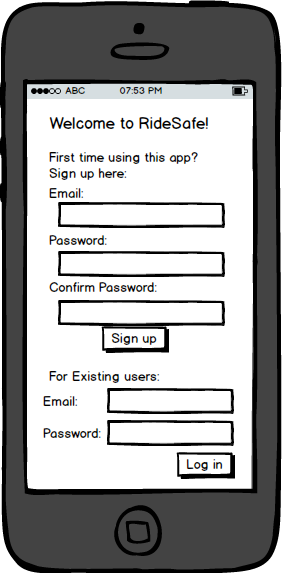 ABC 07:53 PM
Welcome to RideSafe!
First time using this app?
Sign up here:
Email:
Password:
Confirm Password:
Sign up
For Existing users:
Email:
Password:
Log in